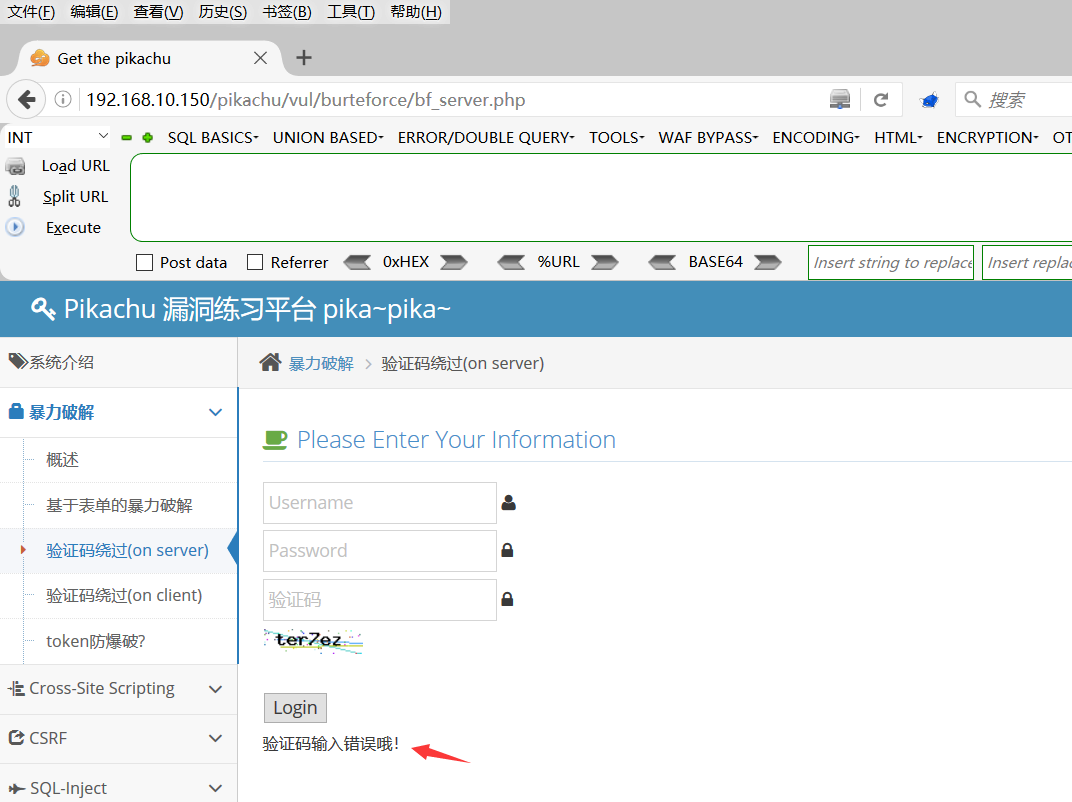 文件(F) 编辑(E) 查看(V) 历史(S) 书签(B) 工具(T) 帮助(H)
Get the pikachu
192.168.10.150/pikachu/vul/burteforce/bf_server.php
搜索
INT SQL BASICS UNION BASED ERROR/DOUBLE QUERY TOOLS WAF BYPASS ENCODING HTML ENCRYPTION OT
Load URL
Split URL
Execute
Post data Referrer 0xHEX %URL BASE64 Insert string to replace Insert replac
Pikachu 漏洞练习平台 pika~pika~
系统介绍
暴力破解
概述
基于表单的暴力破解
验证码绕过(on server)
验证码绕过(on client)
token防爆破?
Cross-Site Scripting
CSRF
SQL-Inject
暴力破解 验证码绕过(on server)
Please Enter Your Information
Username
Password
验证码
ter7ez
Login
验证码输入错误哦!